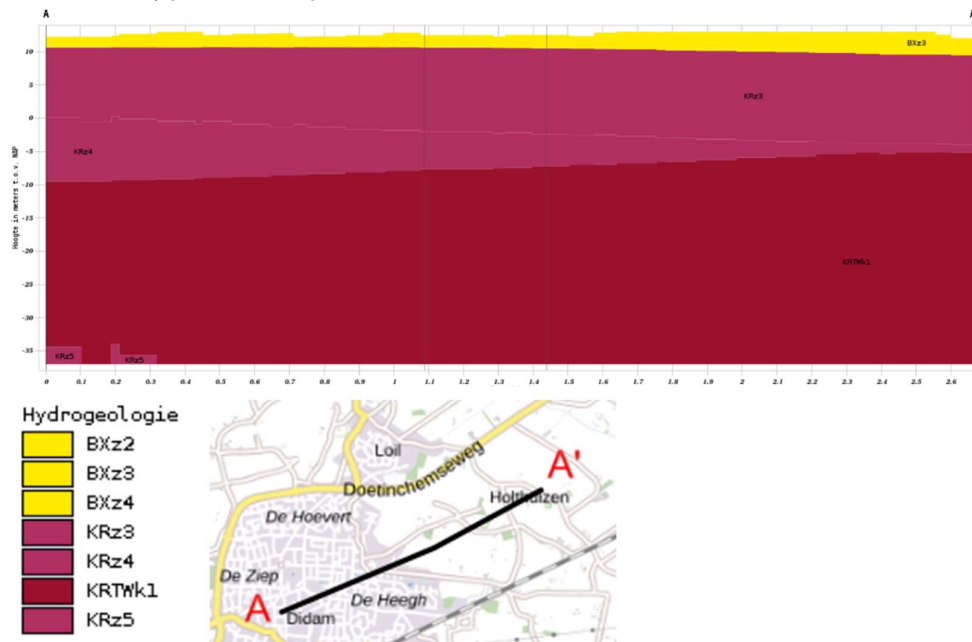 A A
BXz3
10
KRz3
5
0
KRz4
-5
-10
Hoogte in meters t.o.v. NAP
-15
-20
KRTWk1
-25
-30
-35
KRz5 KRz5
0 0.1 0.2 0.3 0.4 0.5 0.6 0.7 0.8 0.9 1 1.1 1.2 1.3 1.4 1.5 1.6 1.7 1.8 1.9 2 2.1 2.2 2.3 2.4 2.5 2.6
Hydrogeologie
BXz2
BXz3
BXz4
KRz3
KRz4
KRTWk1
KRz5
Loil
Doetinchemseweg
A'
Holthuizen
De Hoevert
De Ziep
De Heegh
A
Didam